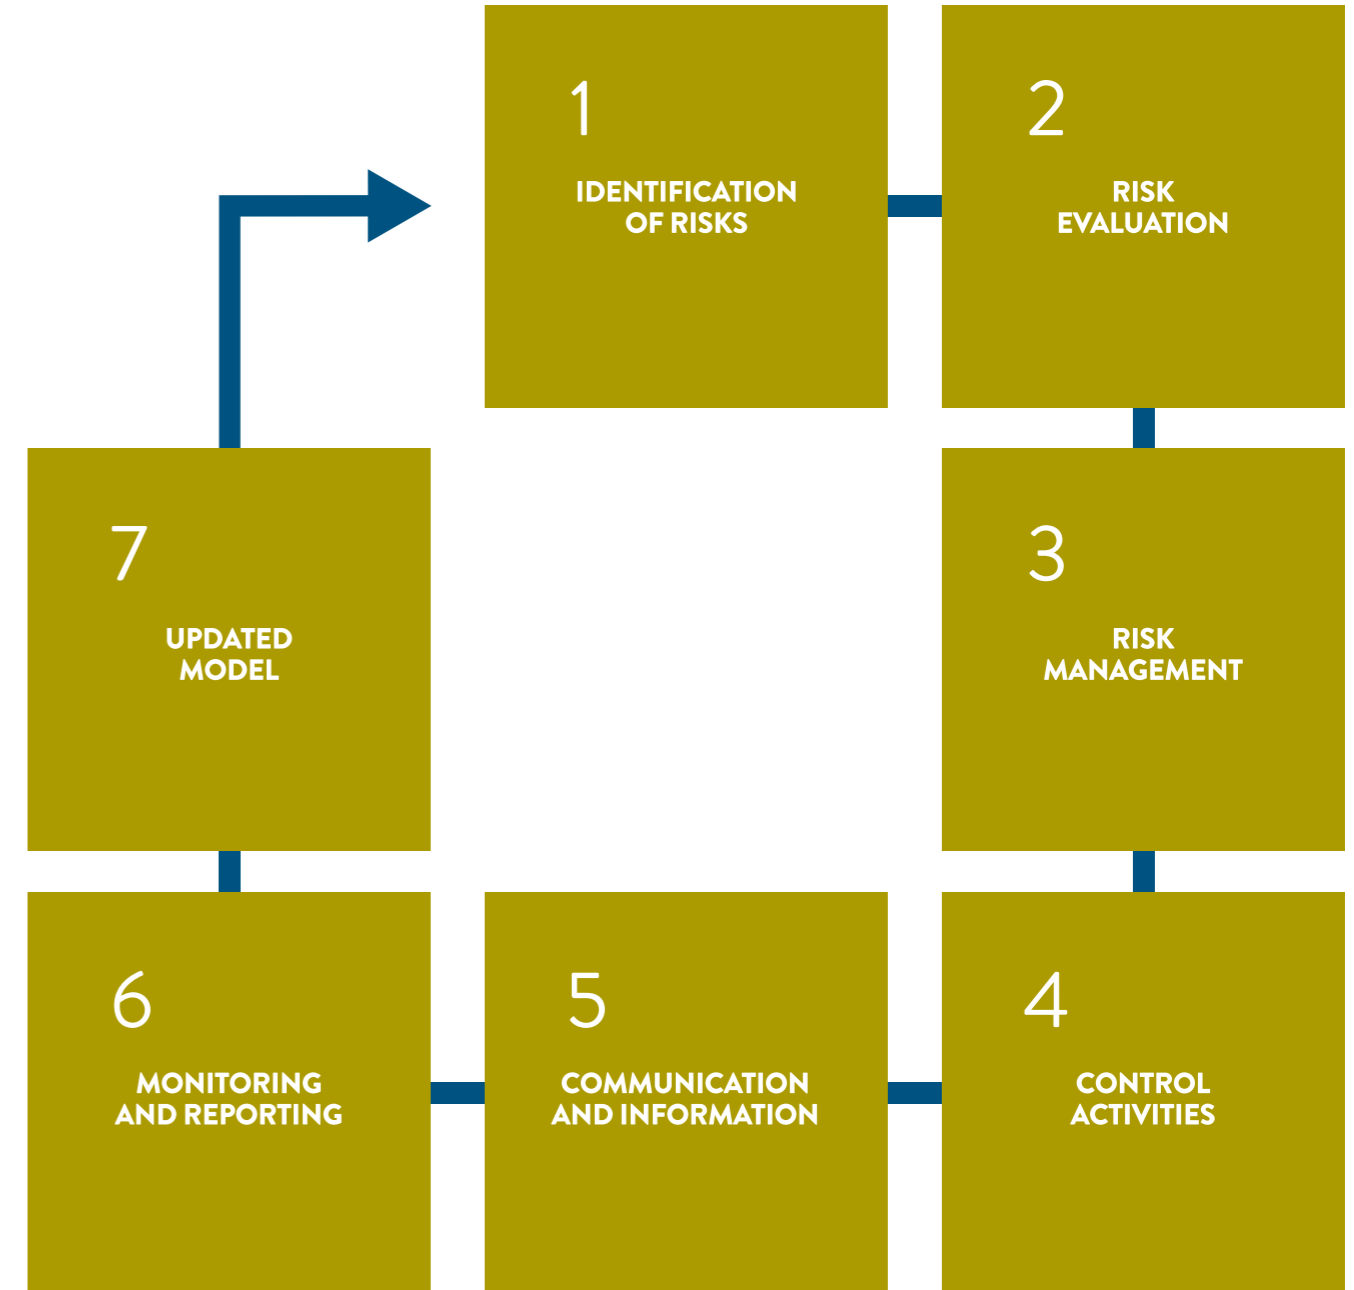 1
IDENTIFICATION
OF RISKS
2
RISK
EVALUATION
3
RISK
MANAGEMENT
4
CONTROL
ACTIVITIES
5
COMMUNICATION
AND INFORMATION
6
MONITORING
AND REPORTING
7
UPDATED
MODEL